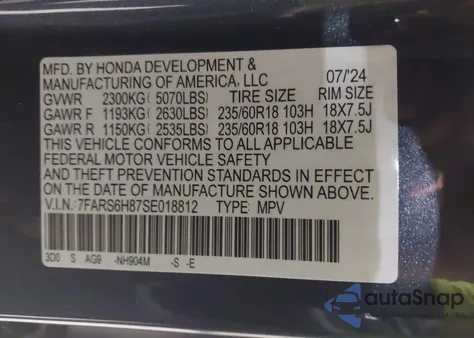 MFD. BY HONDA DEVELOPMENT &
MANUFACTURING OF AMERICA, LLC 07/'24
GVWR 2300KG( 5070LBS) TIRE SIZE RIM SIZE
GAWR F 1193KG( 2630LBS) 235/60R18 103H 18X7.5J
GAWR R 1150KG( 2535LBS) 235/60R18 103H 18X7.5J
THIS VEHICLE CONFORMS TO ALL APPLICABLE
FEDERAL MOTOR VEHICLE SAFETY
AND THEFT PREVENTION STANDARDS IN EFFECT
ON THE DATE OF MANUFACTURE SHOWN ABOVE.
V.I.N.:7FARS6H87SE018812 TYPE: MPV
3D0 S AG9 -NH904M -S -E
autoSnap